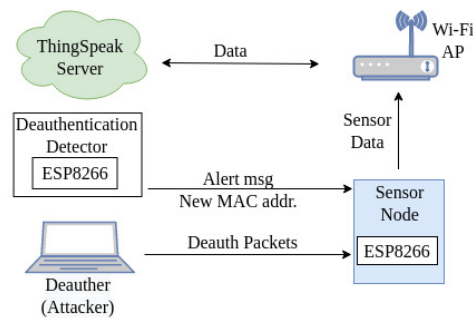 ThingSpeak
Server
Data
Wi-Fi
AP
Deauthentication
Detector
ESP8266
Sensor
Data
Alert msg
New MAC addr.
Sensor
Node
ESP8266
Deauth Packets
Deauther
(Attacker)